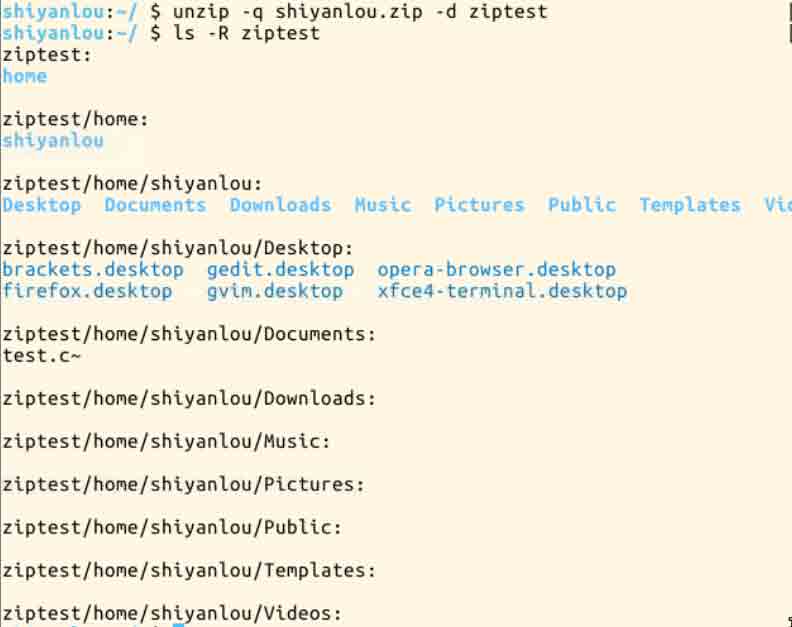 shiyanlou:~/ $ unzip -q shiyanlou.zip -d ziptest
shiyanlou:~/ $ ls -R ziptest
ziptest:
home
ziptest/home:
shiyanlou
ziptest/home/shiyanlou:
Desktop Documents Downloads Music Pictures Public Templates
ziptest/home/shiyanlou/Desktop:
brackets.desktop gedit.desktop opera-browser.desktop
firefox.desktop gvim.desktop xfce4-terminal.desktop
ziptest/home/shiyanlou/Documents:
test.c~
ziptest/home/shiyanlou/Downloads:
ziptest/home/shiyanlou/Music:
ziptest/home/shiyanlou/Pictures:
ziptest/home/shiyanlou/Public:
ziptest/home/shiyanlou/Templates:
ziptest/home/shiyanlou/Videos: